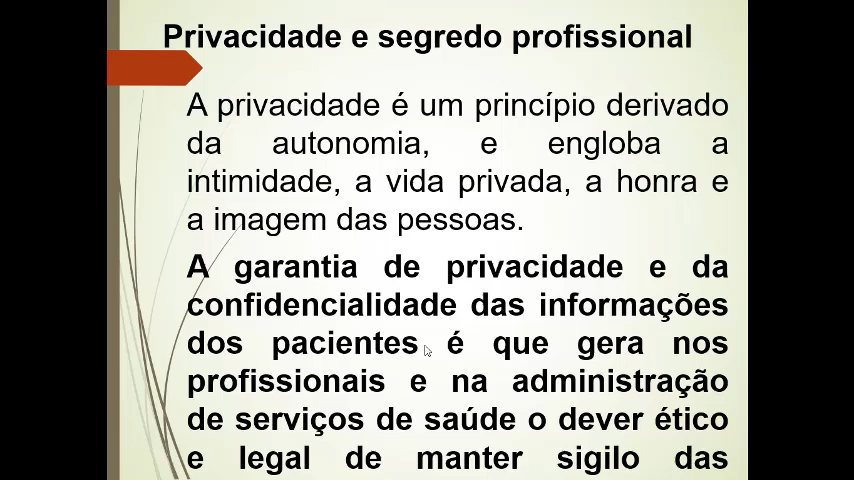 Privacidade e segredo profissional
A privacidade é um princípio derivado
da autonomia, e engloba a
intimidade, a vida privada, a honra e
a imagem das pessoas.
A garantia de privacidade e da
confidencialidade das informações
dos pacientes é que gera nos
profissionais e na administração
de serviços de saúde o dever ético
e legal de manter sigilo das